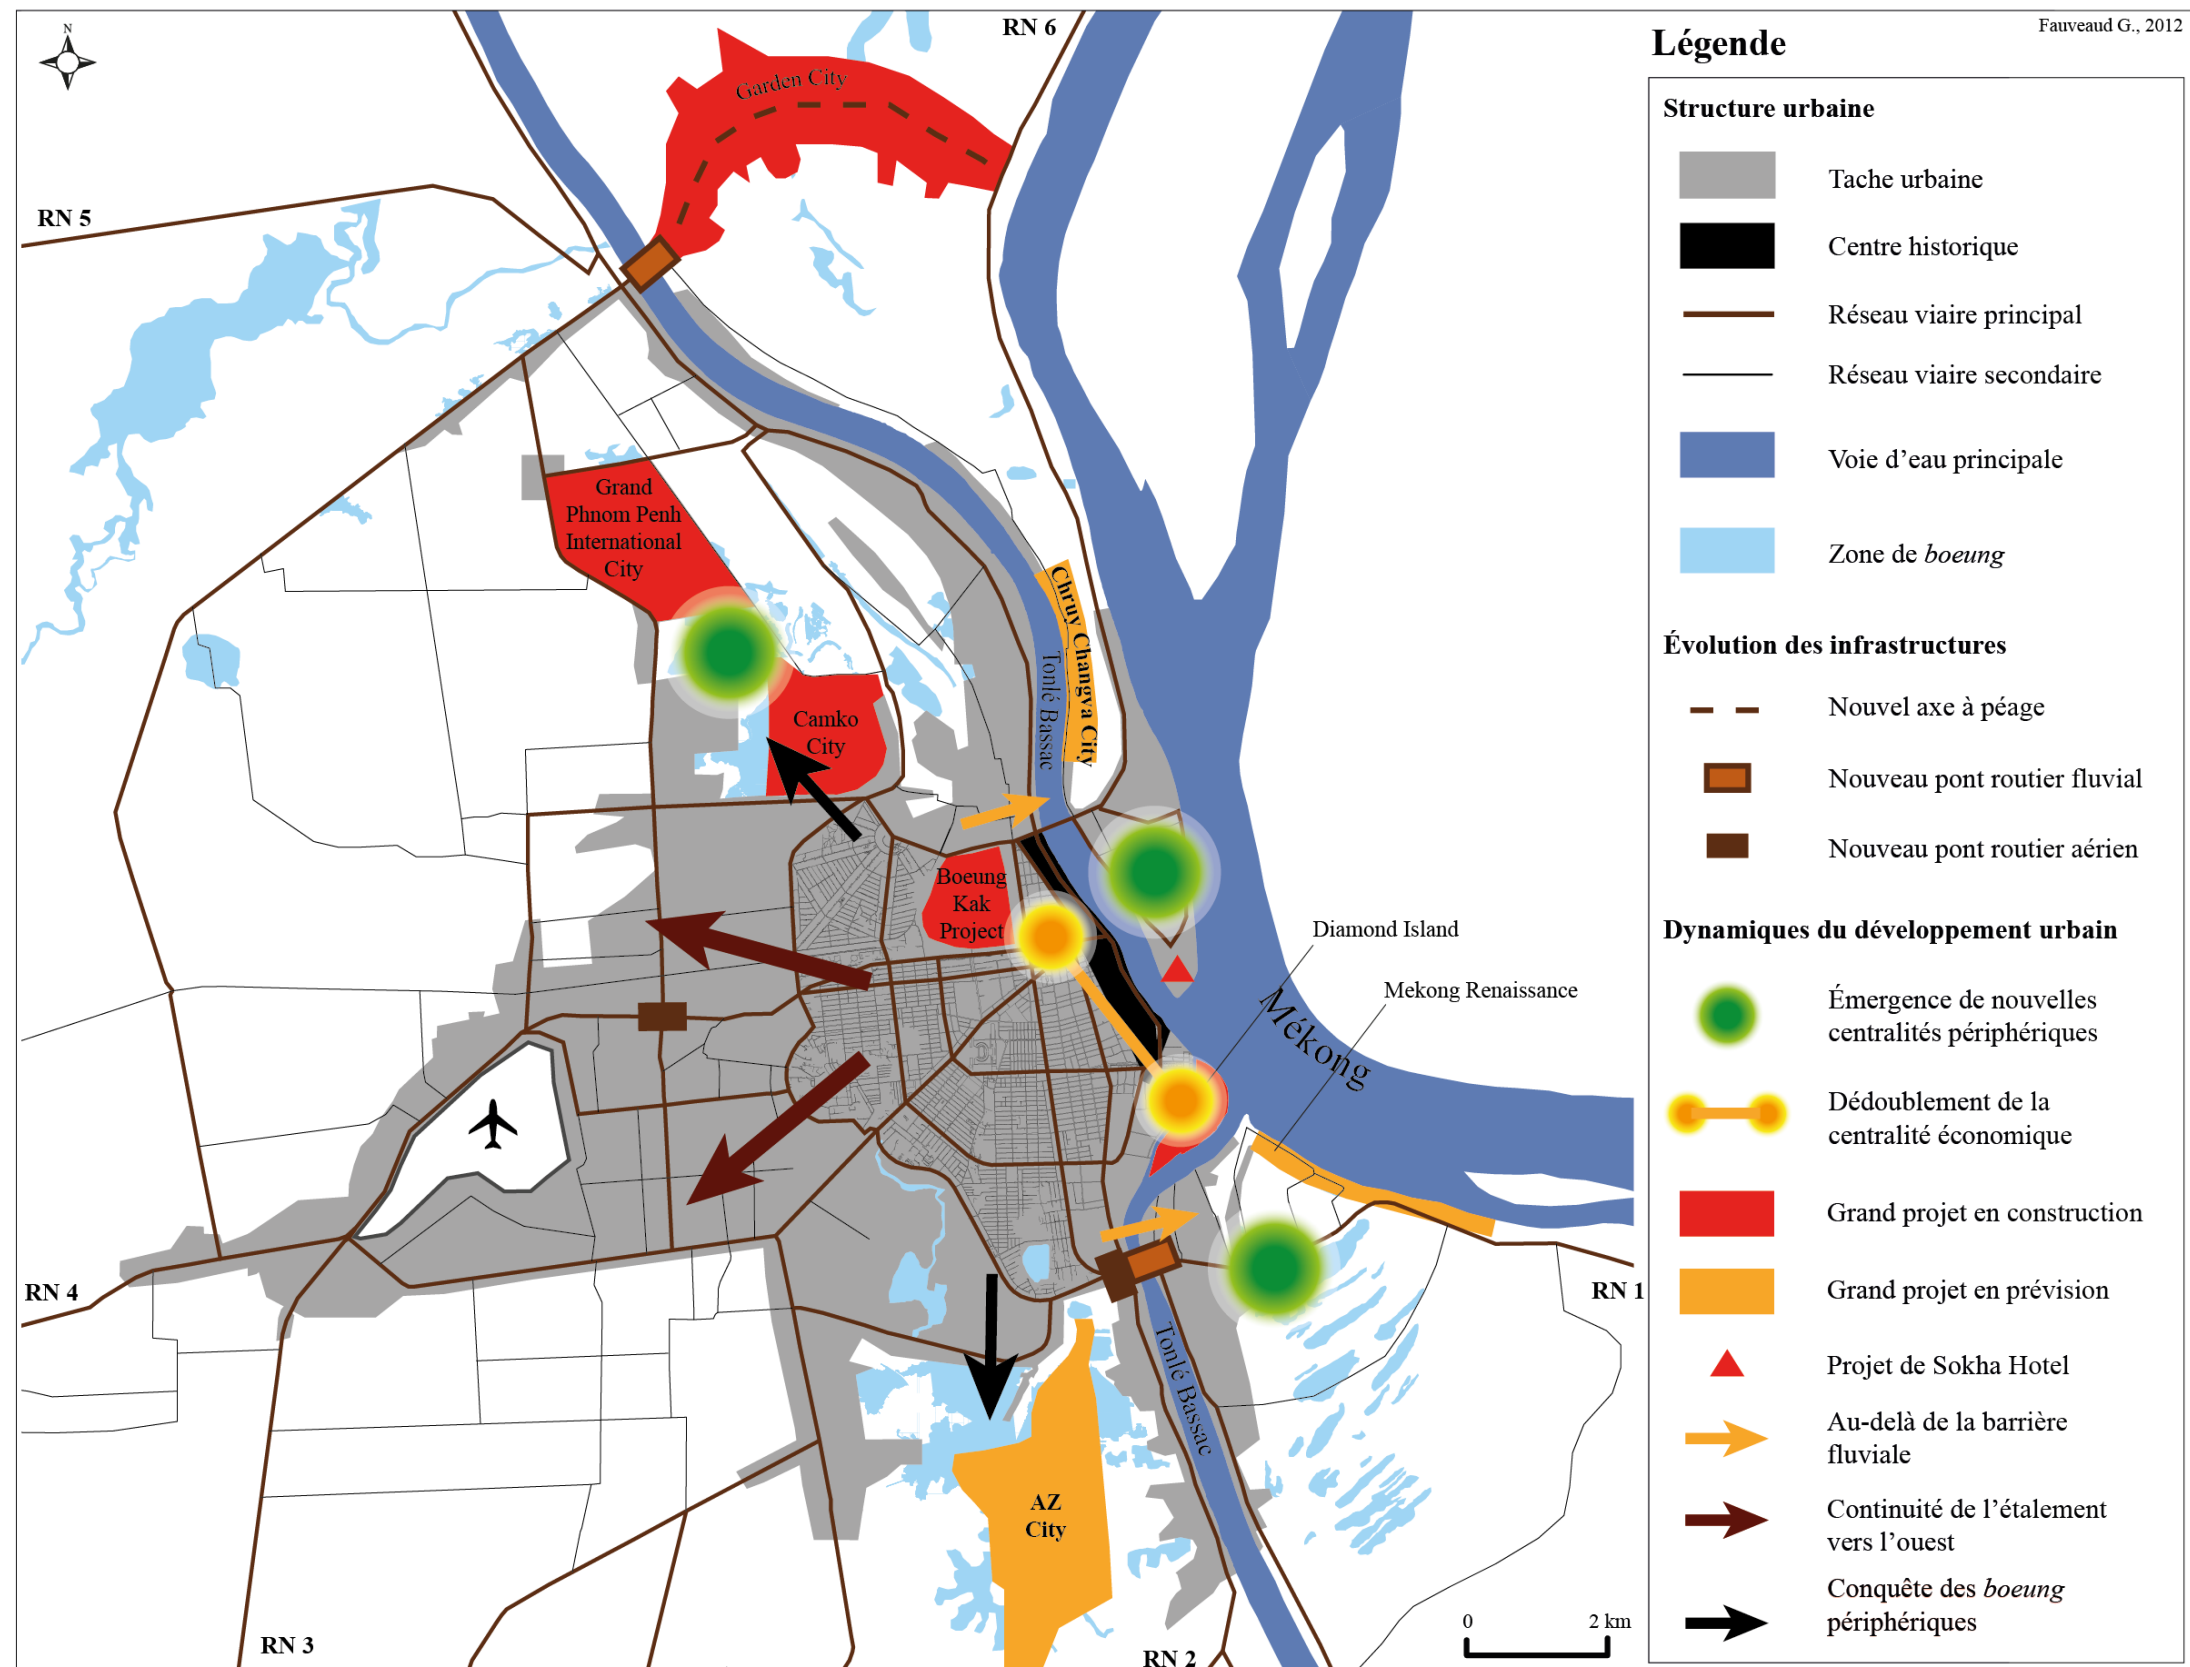 N
RN 6
Garden City
RN 5
Grand
Phnom Penh
International
City
Chruy Changva City
Tonlé Bassac
Camko
City
Boeung
Kak
Project
Diamond Island
Mekong Renaissance
Mékong
RN 4
RN 1
Tonlé Bassac
AZ
City
RN 3
RN 2
0 2 km
Fauveaud G., 2012
Légende
Structure urbaine
Tache urbaine
Centre historique
Réseau viaire principal
Réseau viaire secondaire
Voie d’eau principale
Zone de boeung
Évolution des infrastructures
Nouvel axe à péage
Nouveau pont routier fluvial
Nouveau pont routier aérien
Dynamiques du développement urbain
Émergence de nouvelles
centralités périphériques
Dédoublement de la
centralité économique
Grand projet en construction
Grand projet en prévision
Projet de Sokha Hotel
Au-delà de la barrière
fluviale
Continuité de l’étalement
vers l’ouest
Conquête des boeung
périphériques